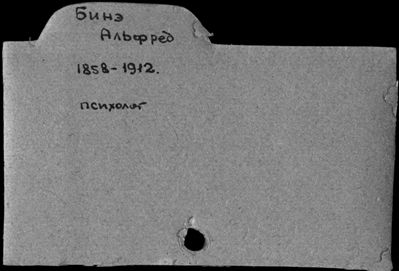 Бинэ
Альфред
1858-1912.
психолог